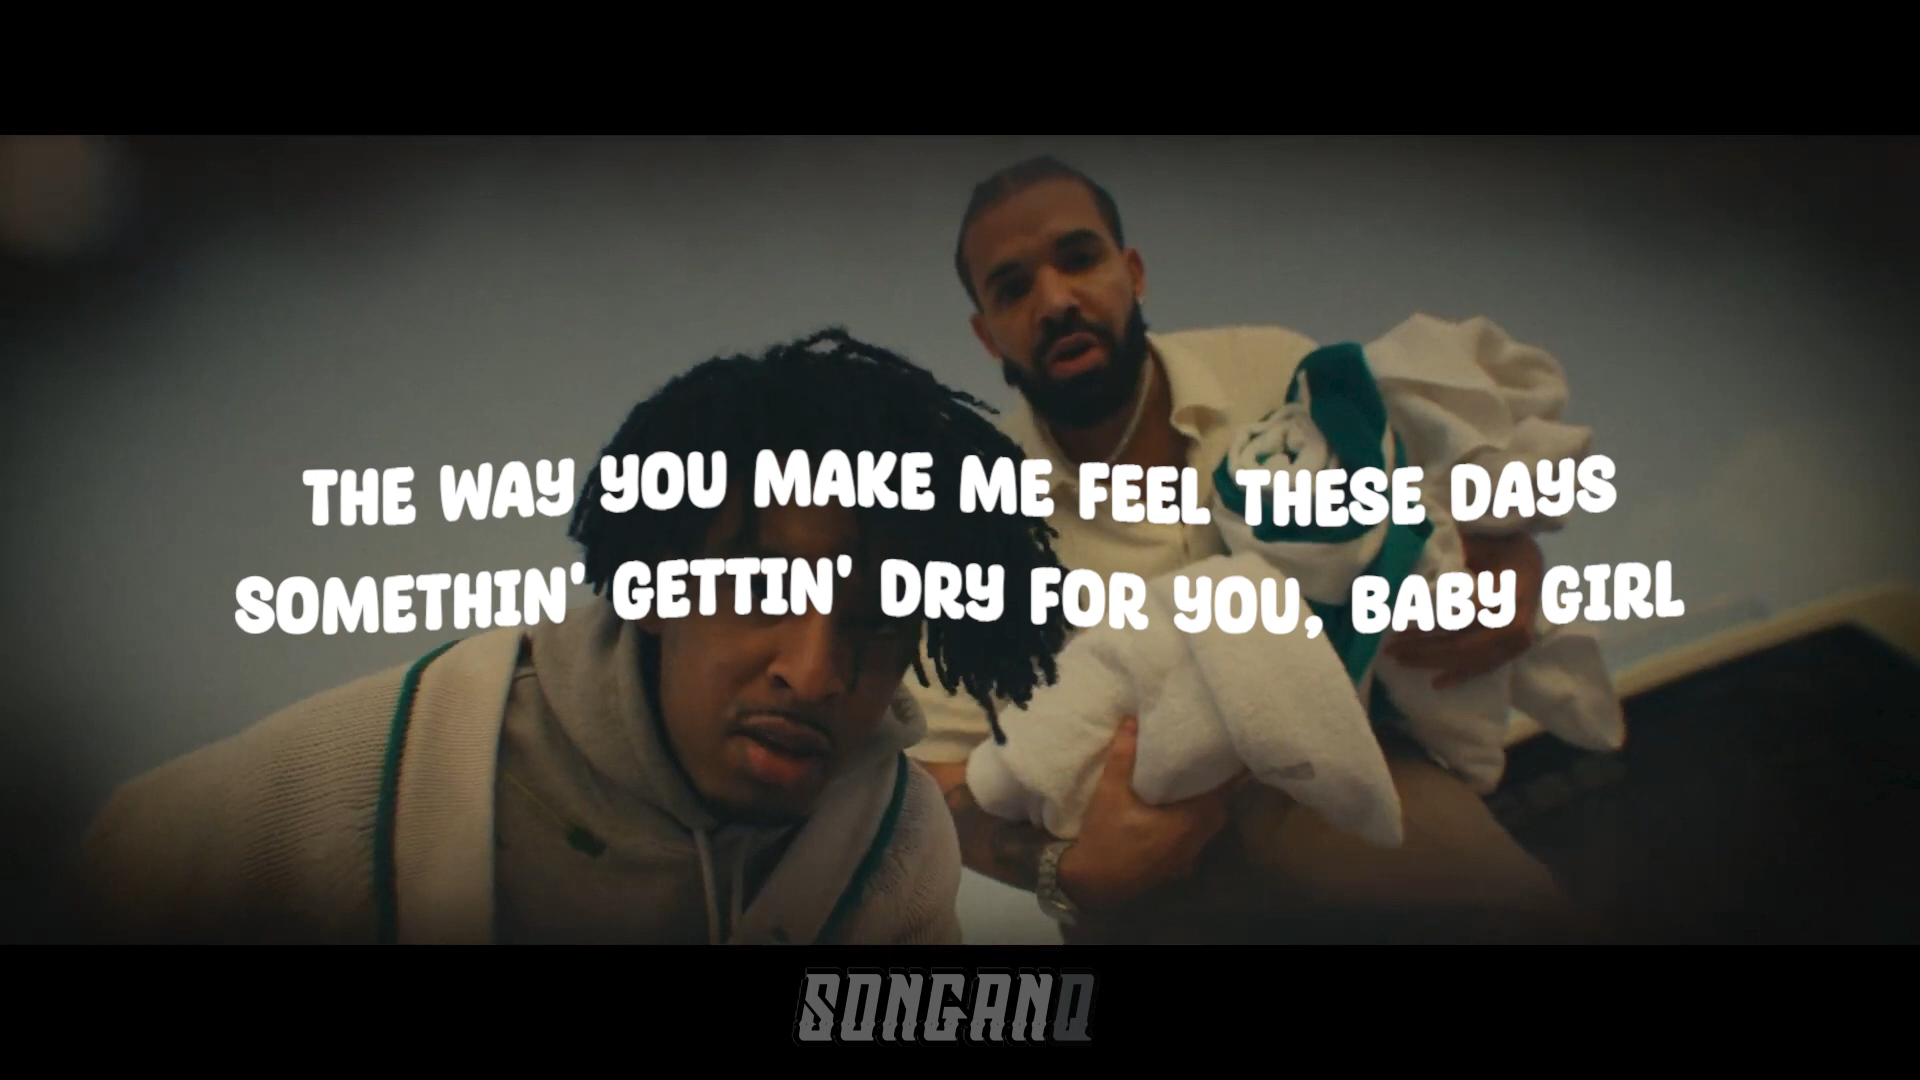 THE WAY YOU MAKE ME FEEL THESE DAYS
SOMETHIN' GETTIN' DRY FOR YOU, BABY GIRL
SONGANQ